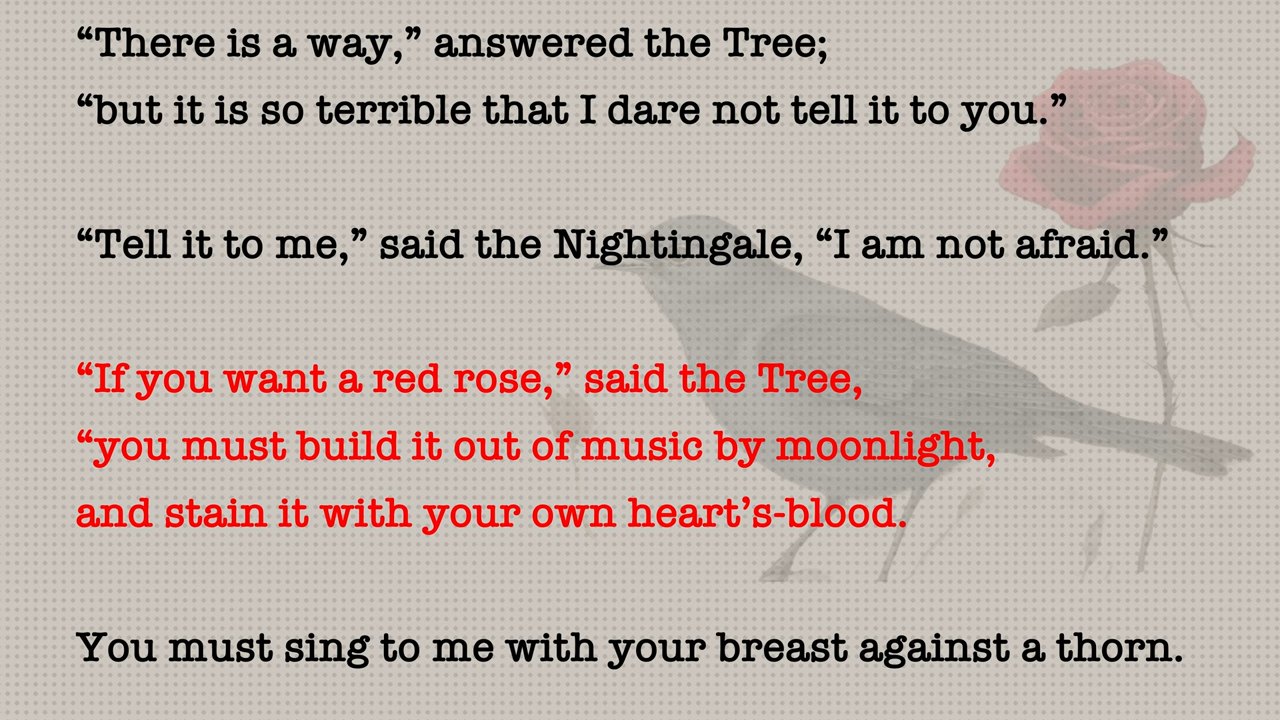 “There is a way,” answered the Tree;
“but it is so terrible that I dare not tell it to you.”
“Tell it to me,” said the Nightingale, “I am not afraid.”
“If you want a red rose,” said the Tree,
“you must build it out of music by moonlight,
and stain it with your own heart’s-blood.
You must sing to me with your breast against a thorn.